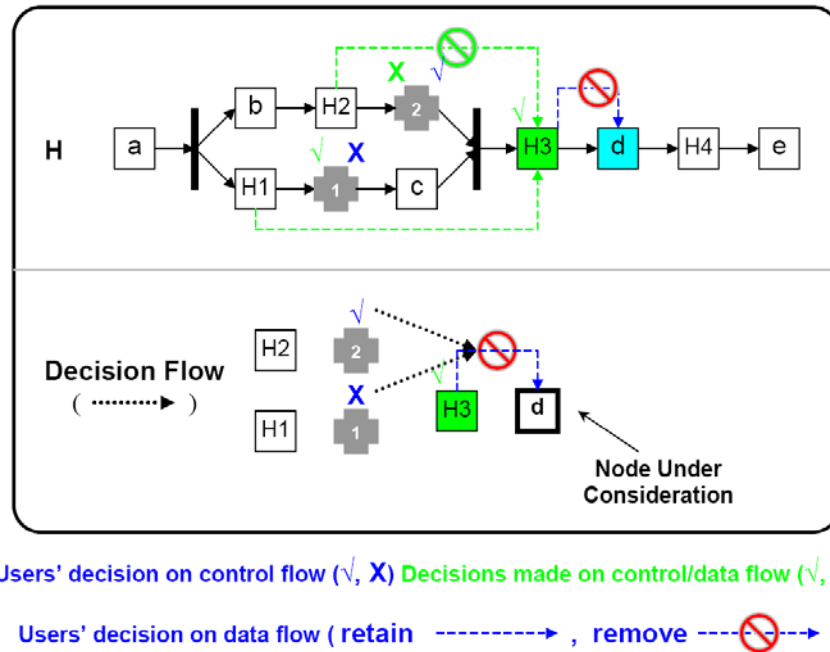 b H2 2 X √
H a H3 d H4 e
√ √ X
H1 1 c
√
H2 2
Decision Flow √
( ) X H3 d
H1 1
Node Under
Consideration
Users' decision on control flow (√, X) Decisions made on control/data flow (√,
Users' decision on data flow ( retain , remove